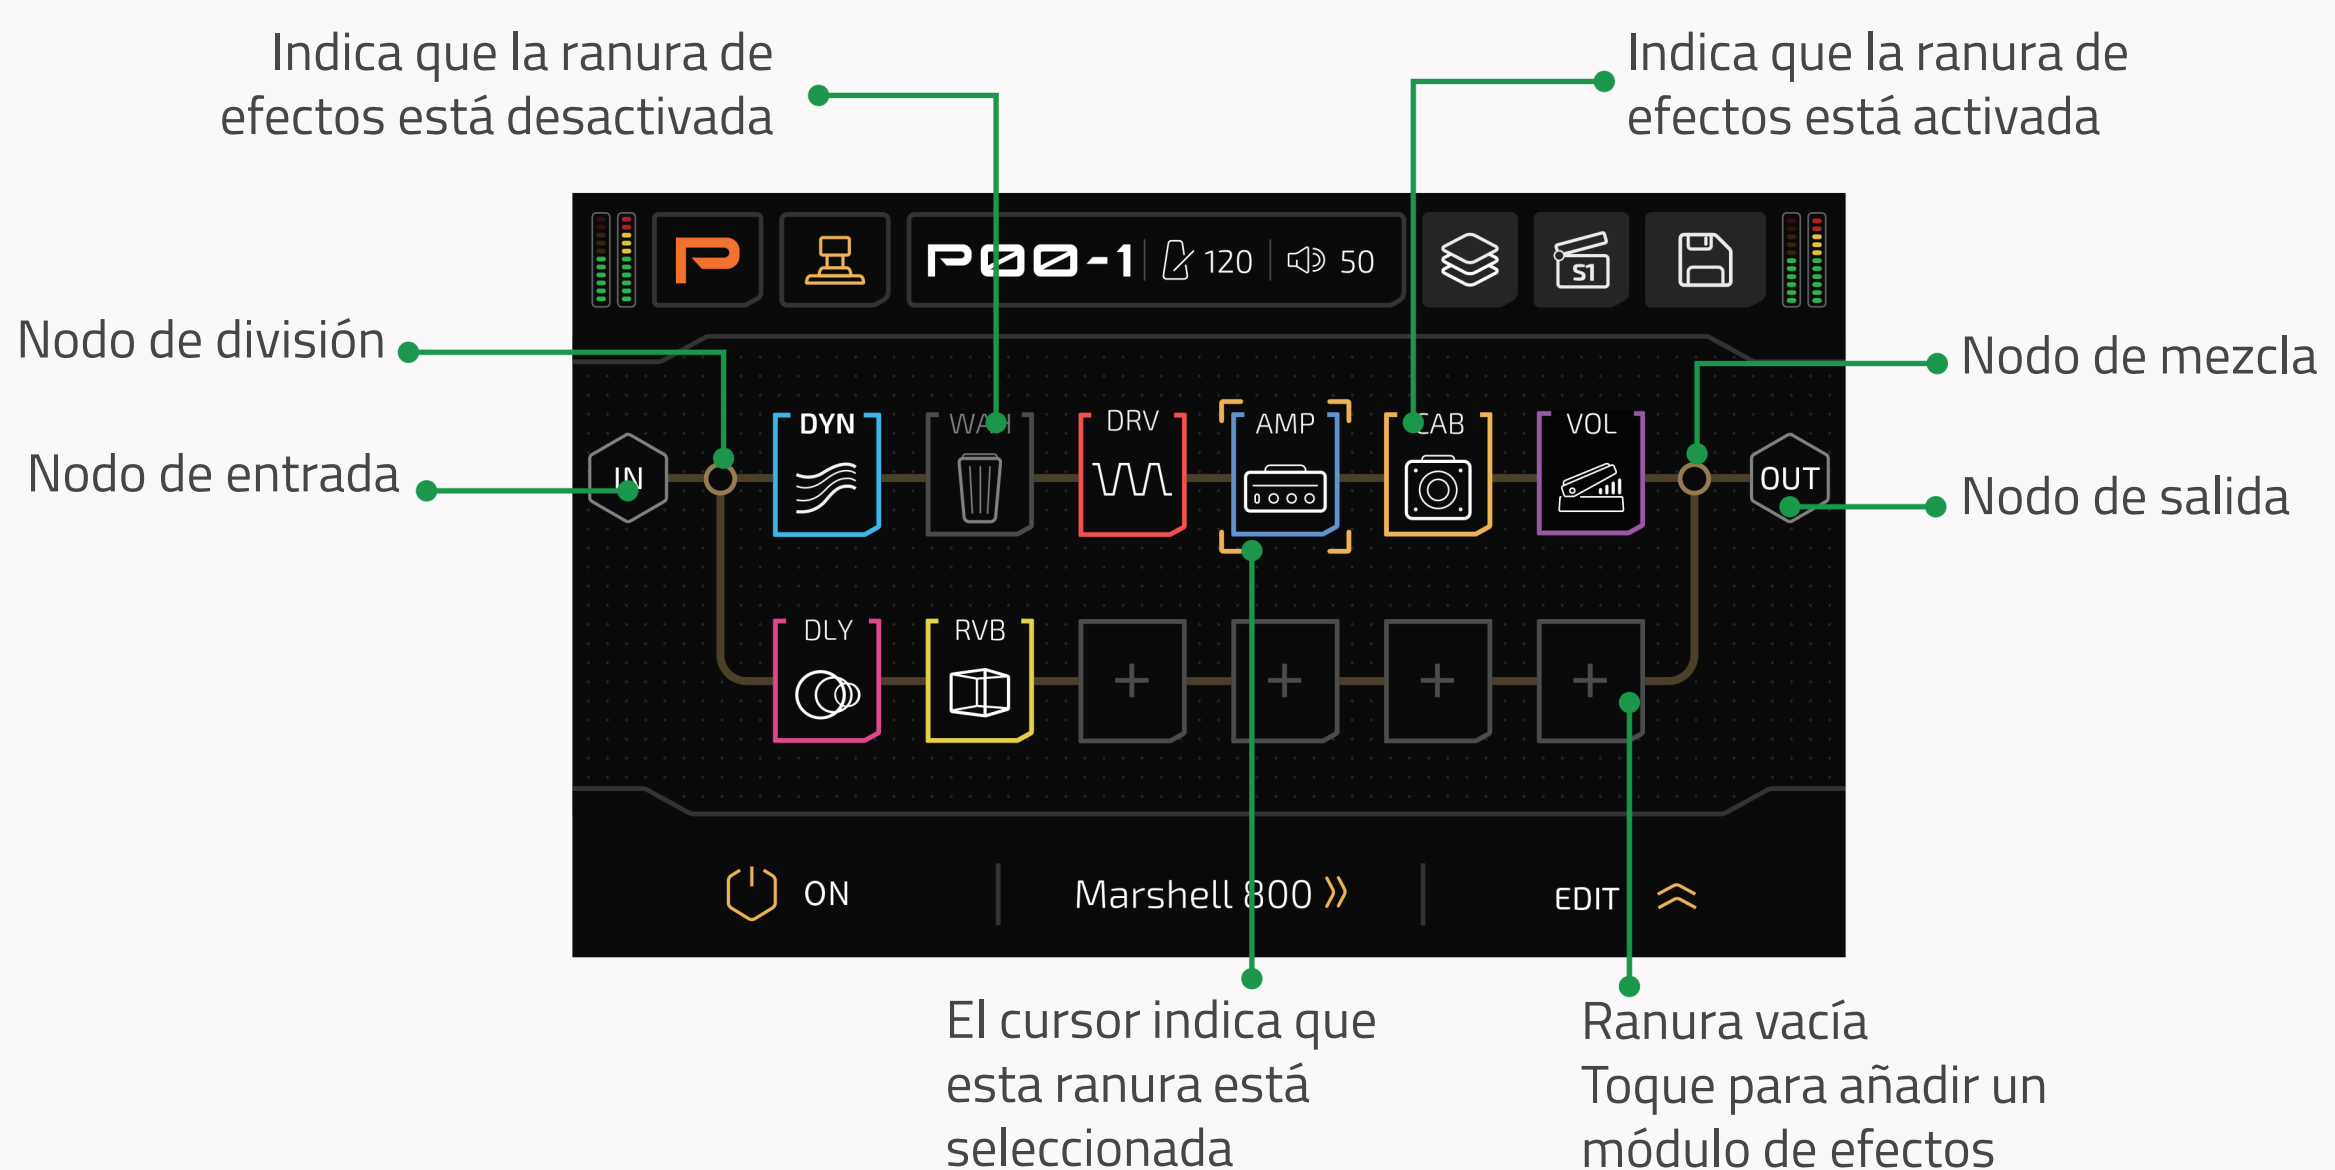 Indica que la ranura de
efectos está desactivada
Indica que la ranura de
efectos está activada
P00-1 120 50
S1
Nodo de división
Nodo de mezcla
Nodo de entrada
Nodo de salida
IN
DYN WAH DRV AMP CAB VOL
OUT
DLY RVB + + + +
ON
Marshell 800
EDIT
El cursor indica que
esta ranura está
seleccionada
Ranura vacía
Toque para añadir un
módulo de efectos